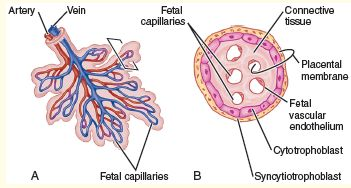 Artery
Vein
Fetal capillaries
A
Fetal
capillaries
Connective
tissue
Placental
membrane
Fetal
vascular
endothelium
Cytotrophoblast
Syncytiotrophoblast
B